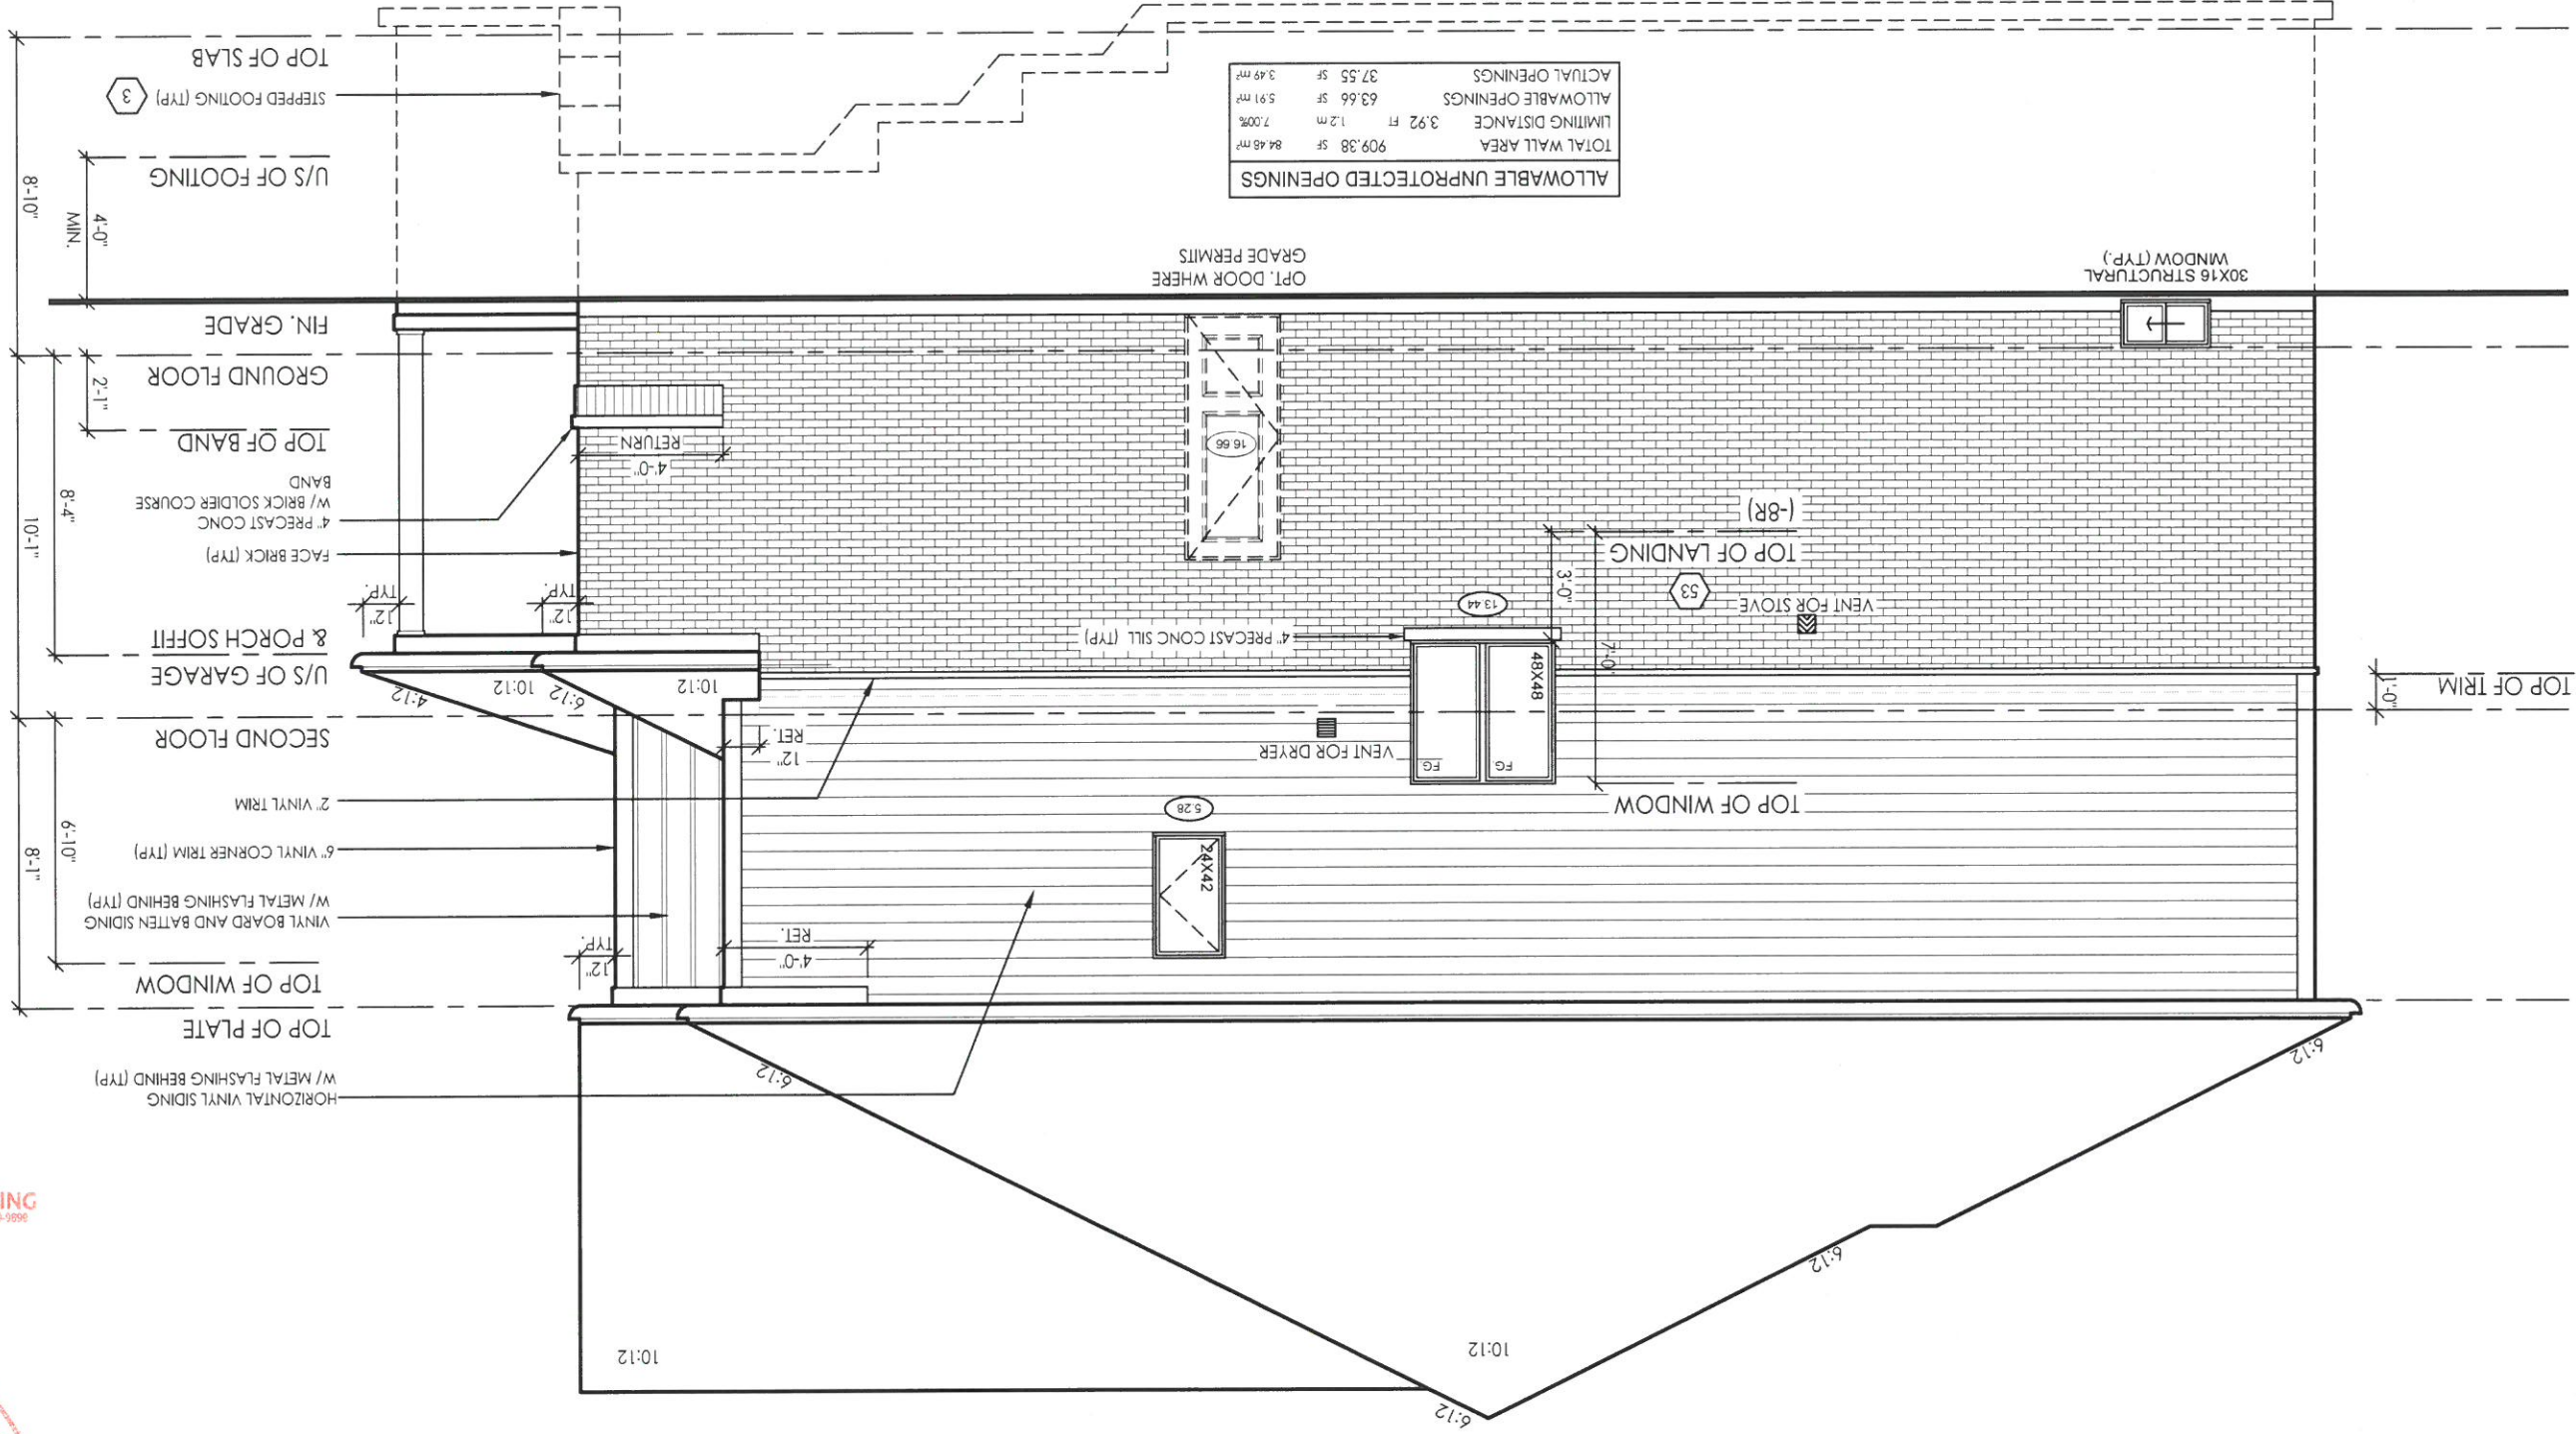 6:12
10:12
10:12
6:12
6:12
6:12
HORIZONTAL VINYL SIDING
W/ METAL FLASHING BEHIND (TYP)
TOP OF PLATE
TOP OF WINDOW
4'-0"
RET.
12"
TYP.
VINYL BOARD AND BATTEN SIDING
W/ METAL FLASHING BEHIND (TYP)
6" VINYL CORNER TRIM (TYP)
2" VINYL TRIM
8'-1"
6'-10"
24X42
5.28
TOP OF WINDOW
VENT FOR DRYER
FG
FG
48X48
12"
RET.
SECOND FLOOR
TOP OF TRIM
1'-0"
10:12
6:12
10:12
4:12
U/S OF GARAGE
& PORCH SOFFIT
7'-0"
3'-0"
4" PRECAST CONC SILL (TYP)
13.44
VENT FOR STOVE
53
TOP OF LANDING
(-8R)
12"
TYP.
12"
TYP.
FACE BRICK (TYP)
4" PRECAST CONC
W/ BRICK SOLDIER COURSE
BAND
10'-1"
8'-4"
16.66
4'-0"
RETURN
TOP OF BAND
2'-1"
GROUND FLOOR
FIN. GRADE
30X16 STRUCTURAL
WINDOW (TYP.)
OPT. DOOR WHERE
GRADE PERMITS
4'-0"
MIN.
8'-10"
U/S OF FOOTING
STEPPED FOOTING (TYP)
3
TOP OF SLAB
ALLOWABLE UNPROTECTED OPENINGS
TOTAL WALL AREA 909.38 SF 84.48 m²
LIMITING DISTANCE 3.92 FT 1.2 m 7.00%
ALLOWABLE OPENINGS 63.66 SF 5.91 m²
ACTUAL OPENINGS 37.55 SF 3.49 m²
ING
-9896